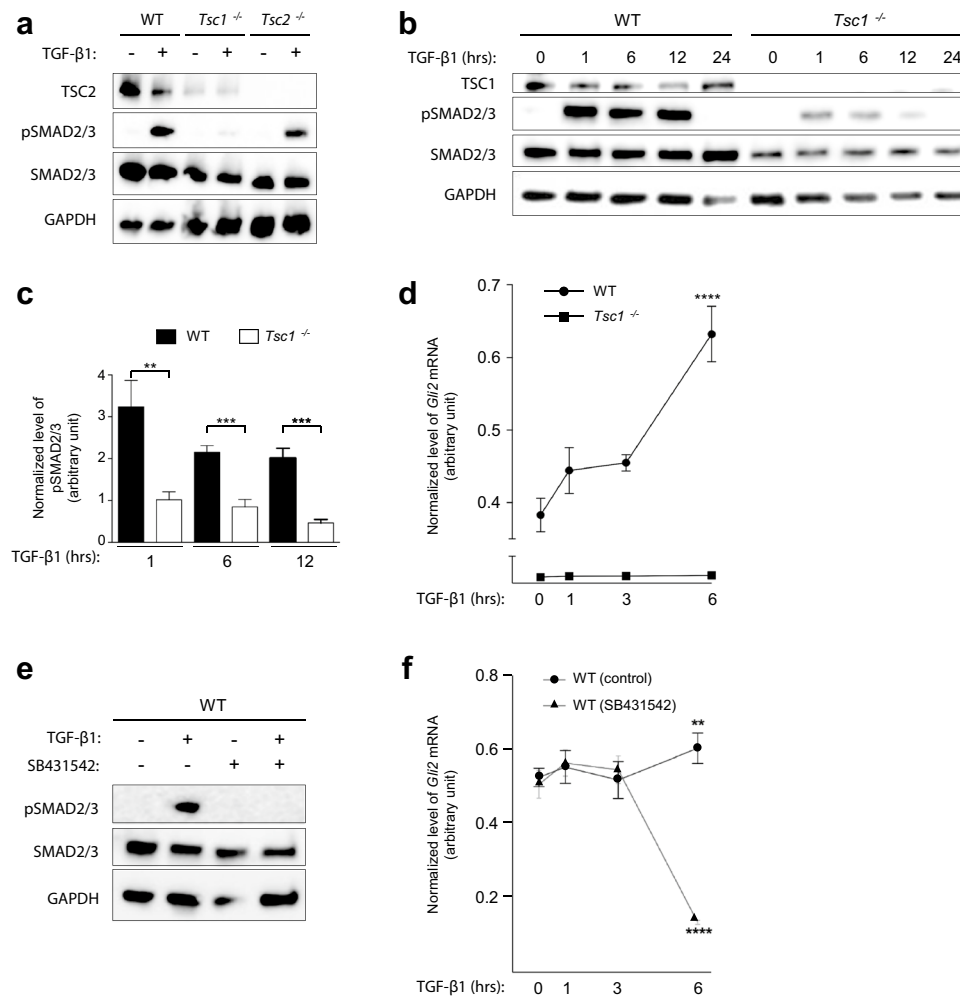 a
WT Tsc1 -/- Tsc2 -/-
TGF-β1: - + - + - +
TSC2
pSMAD2/3
SMAD2/3
GAPDH
b
WT Tsc1 -/-
TGF-β1 (hrs): 0 1 6 12 24 0 1 6 12 24
TSC1
pSMAD2/3
SMAD2/3
GAPDH
c
WT Tsc1 -/-
Normalized level of
pSMAD2/3
(arbitrary unit)
4
3
2
1
0
** *** ***
TGF-β1 (hrs): 1 6 12
d
WT
Tsc1 -/-
****
Normalized level of Gli2 mRNA
(arbitrary unit)
0.7
0.6
0.5
0.4
TGF-β1 (hrs): 0 1 3 6
e
WT
TGF-β1: - + - +
SB431542: - - + +
pSMAD2/3
SMAD2/3
GAPDH
f
WT (control)
WT (SB431542)
Normalized level of Gli2 mRNA
(arbitrary unit)
0.8
0.6
0.4
0.2
**
****
TGF-β1 (hrs): 0 1 3 6